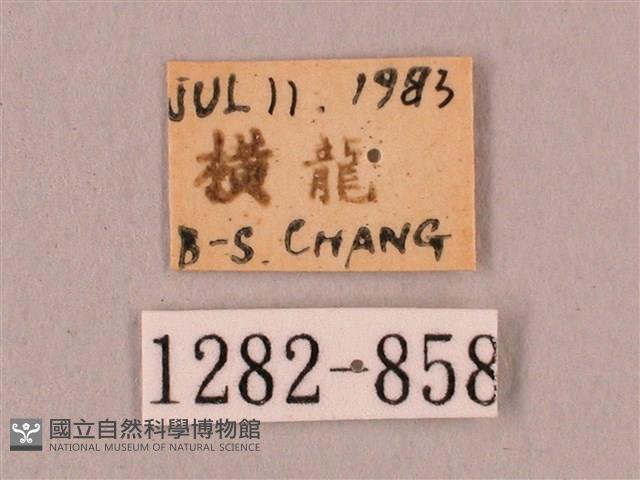 JUL 11. 1983
橫龍
B-S. CHANG
1282-858
國立自然科學博物館
NATIONAL MUSEUM OF NATURAL SCIENCE